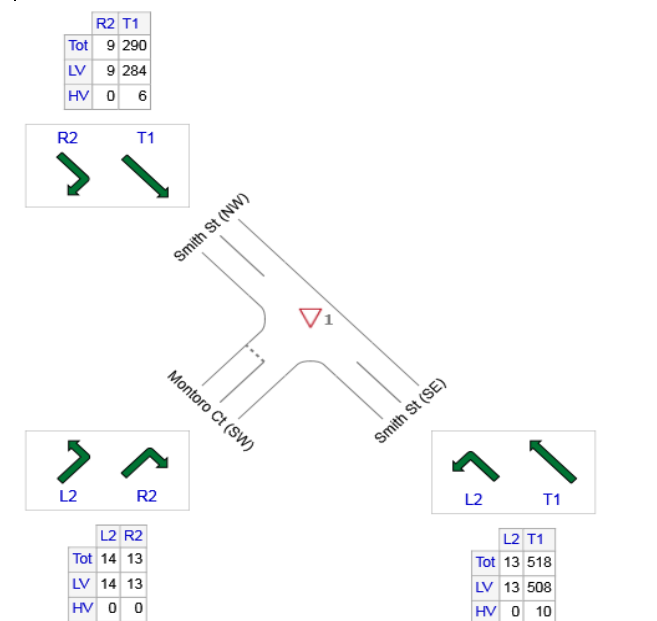 R2 T1
Tot 9 290
LV 9 284
HV 0 6
R2 T1
Smith St (NW)
1
Montoro Ct (SW)
Smith St (SE)
L2 R2
L2 T1
L2 R2
Tot 14 13
LV 14 13
HV 0 0
L2 T1
Tot 13 518
LV 13 508
HV 0 10